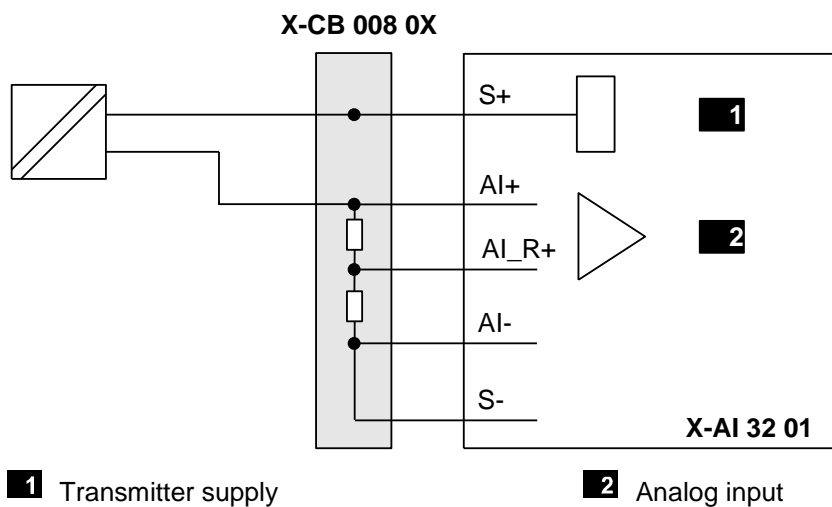 X-CB 008 0X
S+
1
AI+
2
AI_R+
AI-
S-
X-AI 32 01
1 Transmitter supply
2 Analog input